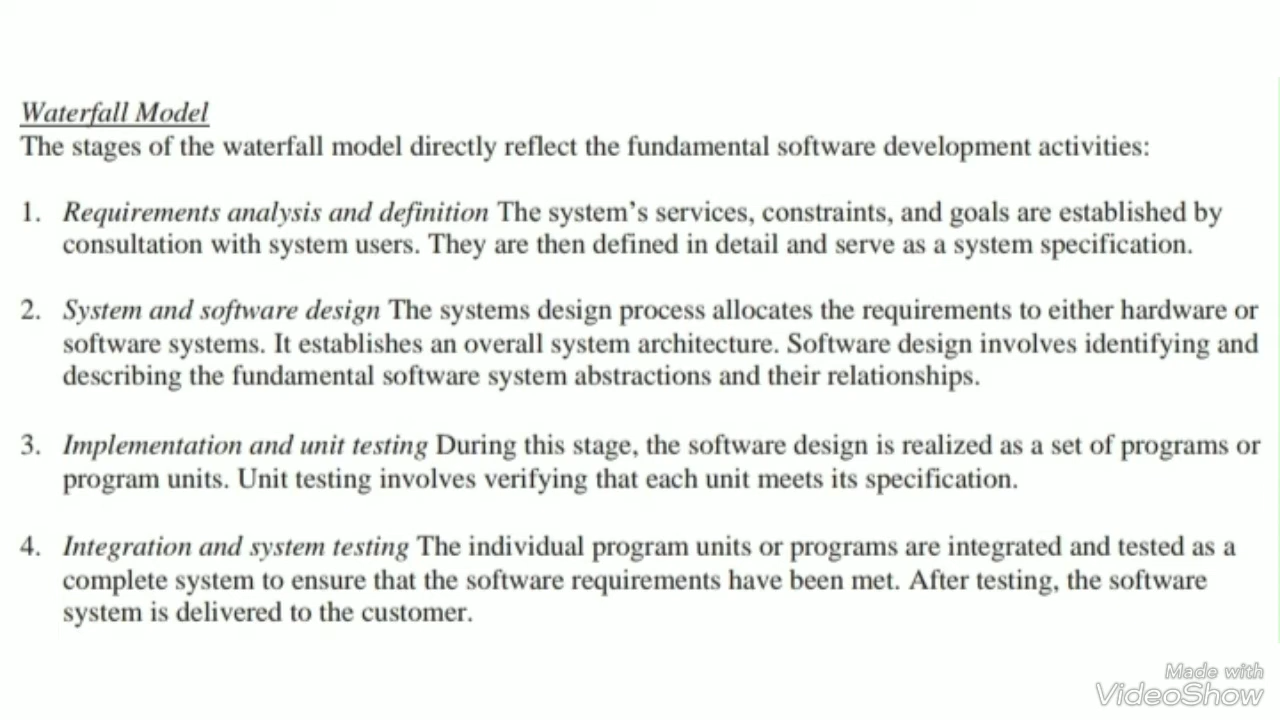 Waterfall Model
The stages of the waterfall model directly reflect the fundamental software development activities:
1. Requirements analysis and definition The system's services, constraints, and goals are established by
consultation with system users. They are then defined in detail and serve as a system specification.
2. System and software design The systems design process allocates the requirements to either hardware or
software systems. It establishes an overall system architecture. Software design involves identifying and
describing the fundamental software system abstractions and their relationships.
3. Implementation and unit testing During this stage, the software design is realized as a set of programs or
program units. Unit testing involves verifying that each unit meets its specification.
4. Integration and system testing The individual program units or programs are integrated and tested as a
complete system to ensure that the software requirements have been met. After testing, the software
system is delivered to the customer.
Made with
VideoShow